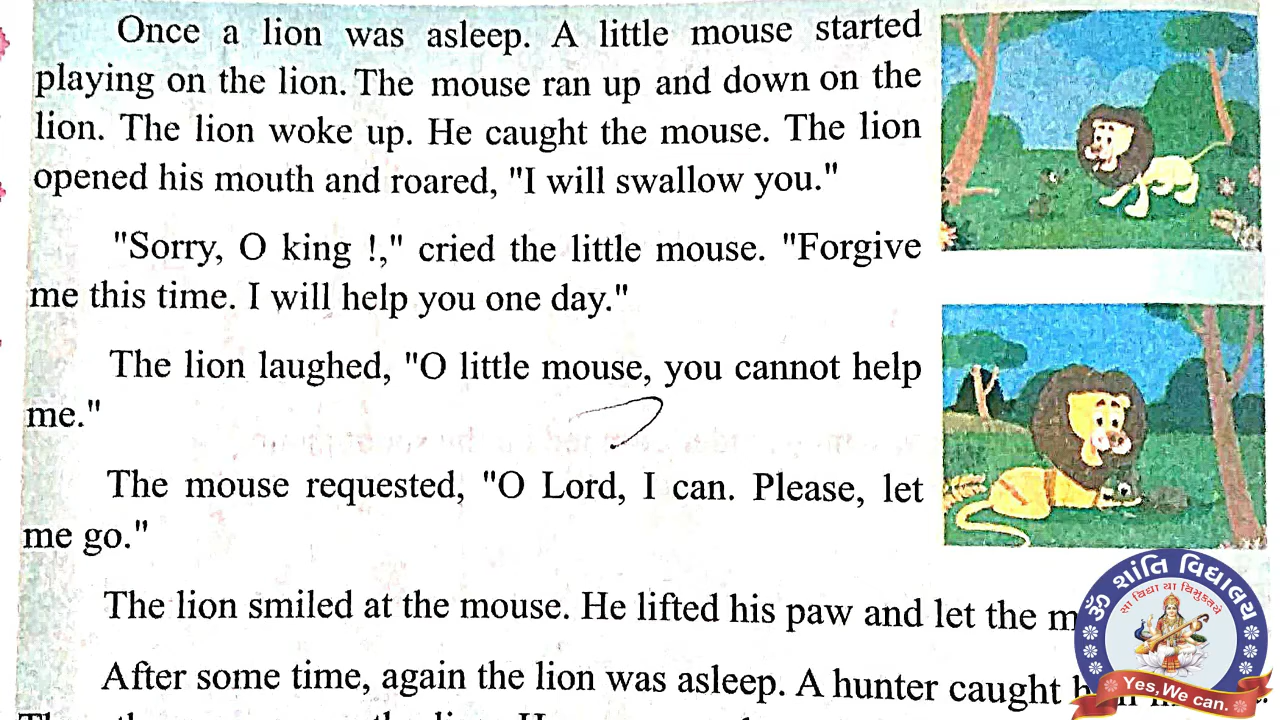 Once a lion was asleep. A little mouse started
playing on the lion. The mouse ran up and down on the
lion. The lion woke up. He caught the mouse. The lion
opened his mouth and roared, "I will swallow you."
"Sorry, O king !," cried the little mouse. "Forgive
me this time. I will help you one day."
The lion laughed, "O little mouse, you cannot help
me."
The mouse requested, "O Lord, I can. Please, let
me go."
The lion smiled at the mouse. He lifted his paw and let the
After some time, again the lion was asleep. A hunter caught
ૐ શાંતિ વિદ્યાલય
સા વિદ્યા યા વિમુક્તયે
Yes, We can.